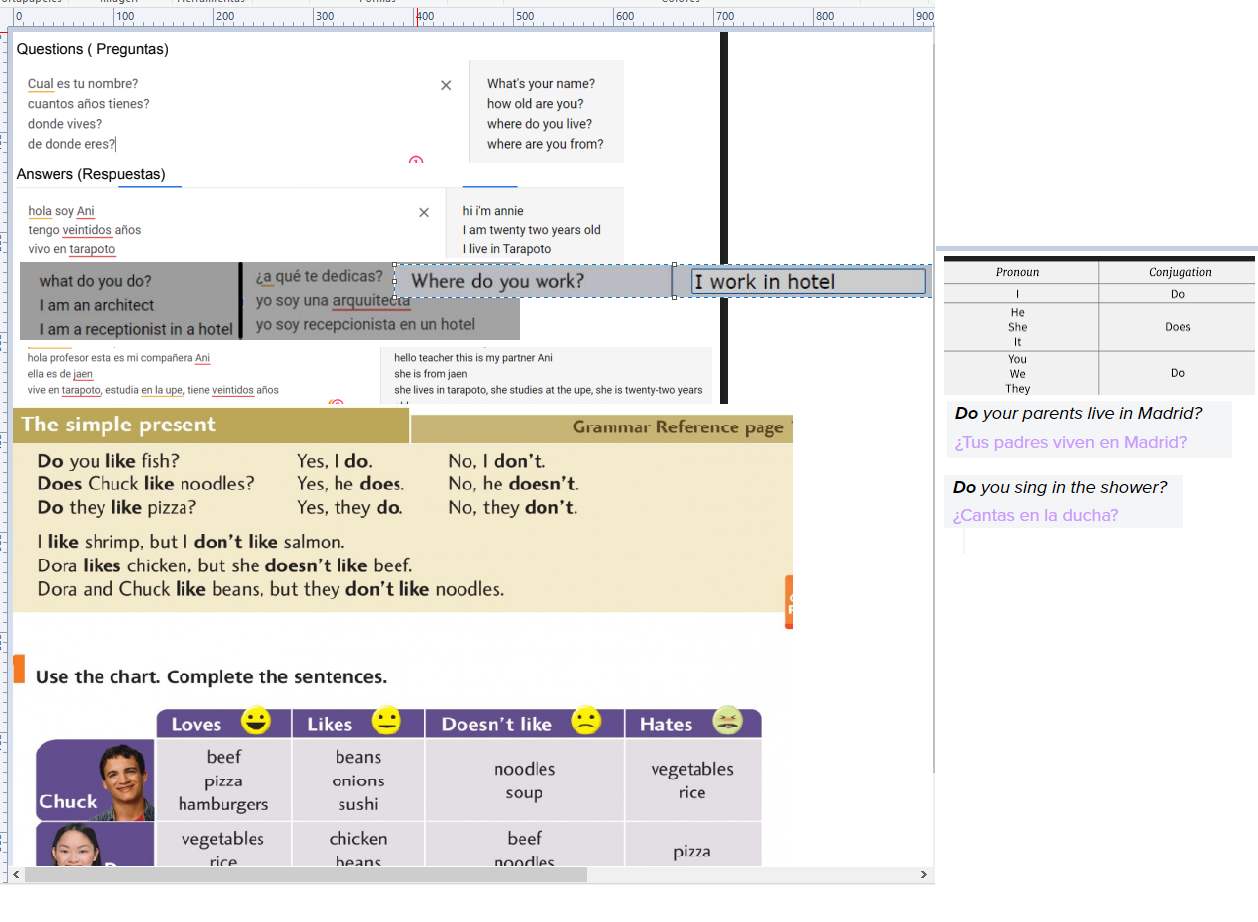 0 100 200 300 400 500 600 700 800 900
Questions ( Preguntas)
Cual es tu nombre?
cuantos años tienes?
donde vives?
de donde eres?
What's your name?
how old are you?
where do you live?
where are you from?
Answers (Respuestas)
hola soy Ani
tengo veintidos años
vivo en tarapoto
hi i'm annie
I am twenty two years old
I live in Tarapoto
what do you do?
I am an architect
I am a receptionist in a hotel
¿a qué te dedicas?
yo soy una arquitecta
yo soy recepcionista en un hotel
Where do you work?
I work in hotel
hola profesor esta es mi compañera Ani
ella es de jaen
vive en tarapoto, estudia en la upe, tiene veintidos años
hello teacher this is my partner Ani
she is from jaen
she lives in tarapoto, she studies at the upe, she is twenty-two years
The simple present
Grammar Reference page
Do you like fish? Yes, I do. No, I don't.
Does Chuck like noodles? Yes, he does. No, he doesn't.
Do they like pizza? Yes, they do. No, they don't.
I like shrimp, but I don't like salmon.
Dora likes chicken, but she doesn't like beef.
Dora and Chuck like beans, but they don't like noodles.
Use the chart. Complete the sentences.
Loves Likes Doesn't like Hates
Chuck
beef
pizza
hamburgers
beans
onions
sushi
noodles
soup
vegetables
rice
vegetables
rice
chicken
beans
beef
noodles
pizza
Pronoun Conjugation
I Do
He
She
It
Does
You
We
They
Do
Do your parents live in Madrid?
¿Tus padres viven en Madrid?
Do you sing in the shower?
¿Cantas en la ducha?